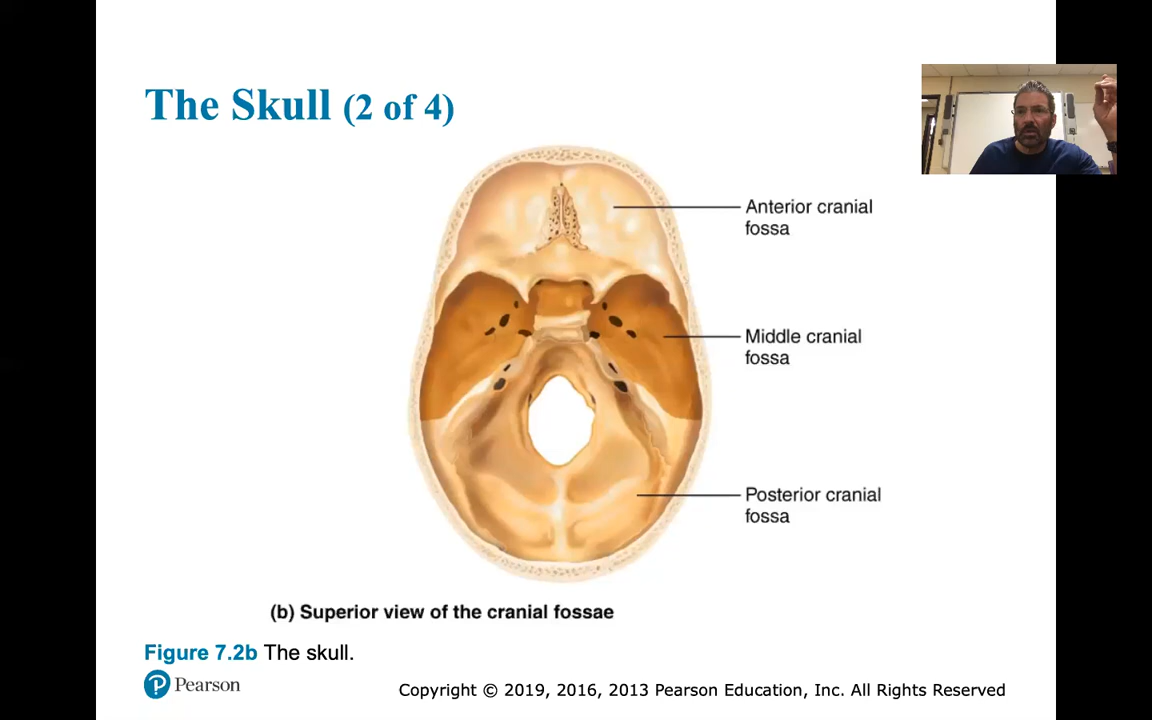 The Skull (2 of 4)
Anterior cranial
fossa
Middle cranial
fossa
Posterior cranial
fossa
(b) Superior view of the cranial fossae
Figure 7.2b The skull.
Pearson
Copyright © 2019, 2016, 2013 Pearson Education, Inc. All Rights Reserved